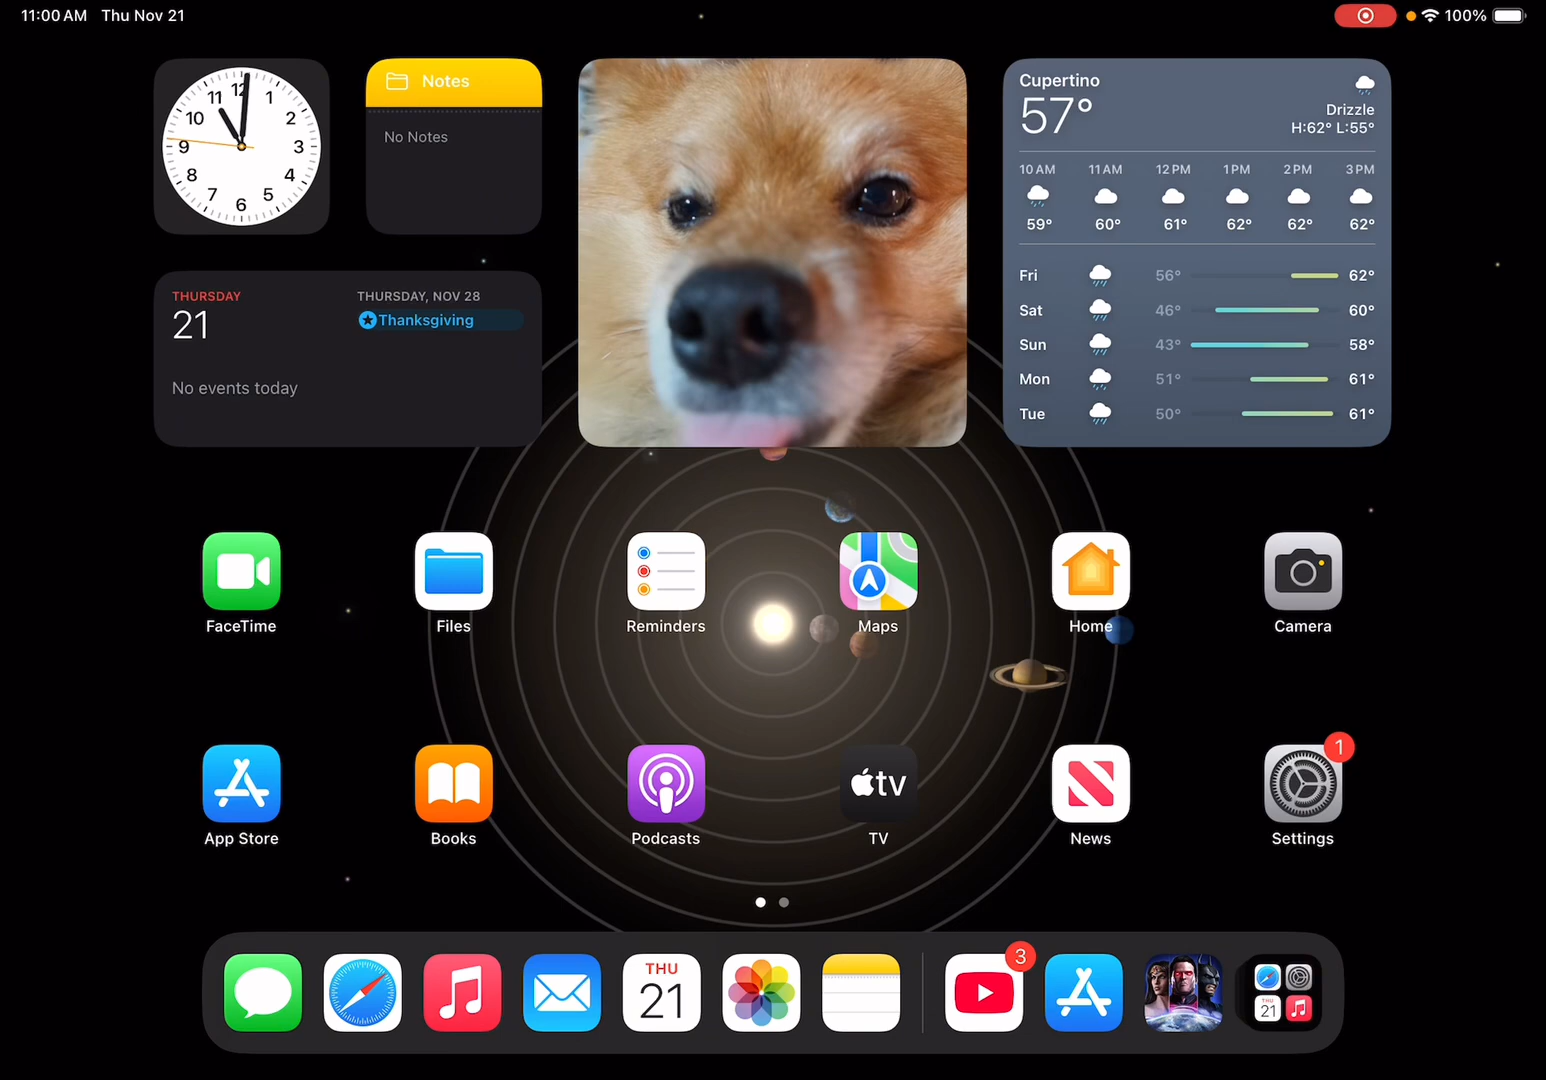 11:00 AM Thu Nov 21
100%
12
1
2
3
4
5
6
7
8
9
10
11
Notes
No Notes
THURSDAY
21
No events today
THURSDAY, NOV 28
Thanksgiving
Cupertino
57°
Drizzle
H:62° L:55°
10 AM 11 AM 12 PM 1 PM 2 PM 3 PM
59° 60° 61° 62° 62° 62°
Fri 56° 62°
Sat 46° 60°
Sun 43° 58°
Mon 51° 61°
Tue 50° 61°
FaceTime Files Reminders Maps Home Camera
tv
1
App Store Books Podcasts TV News Settings
THU
21
3
21